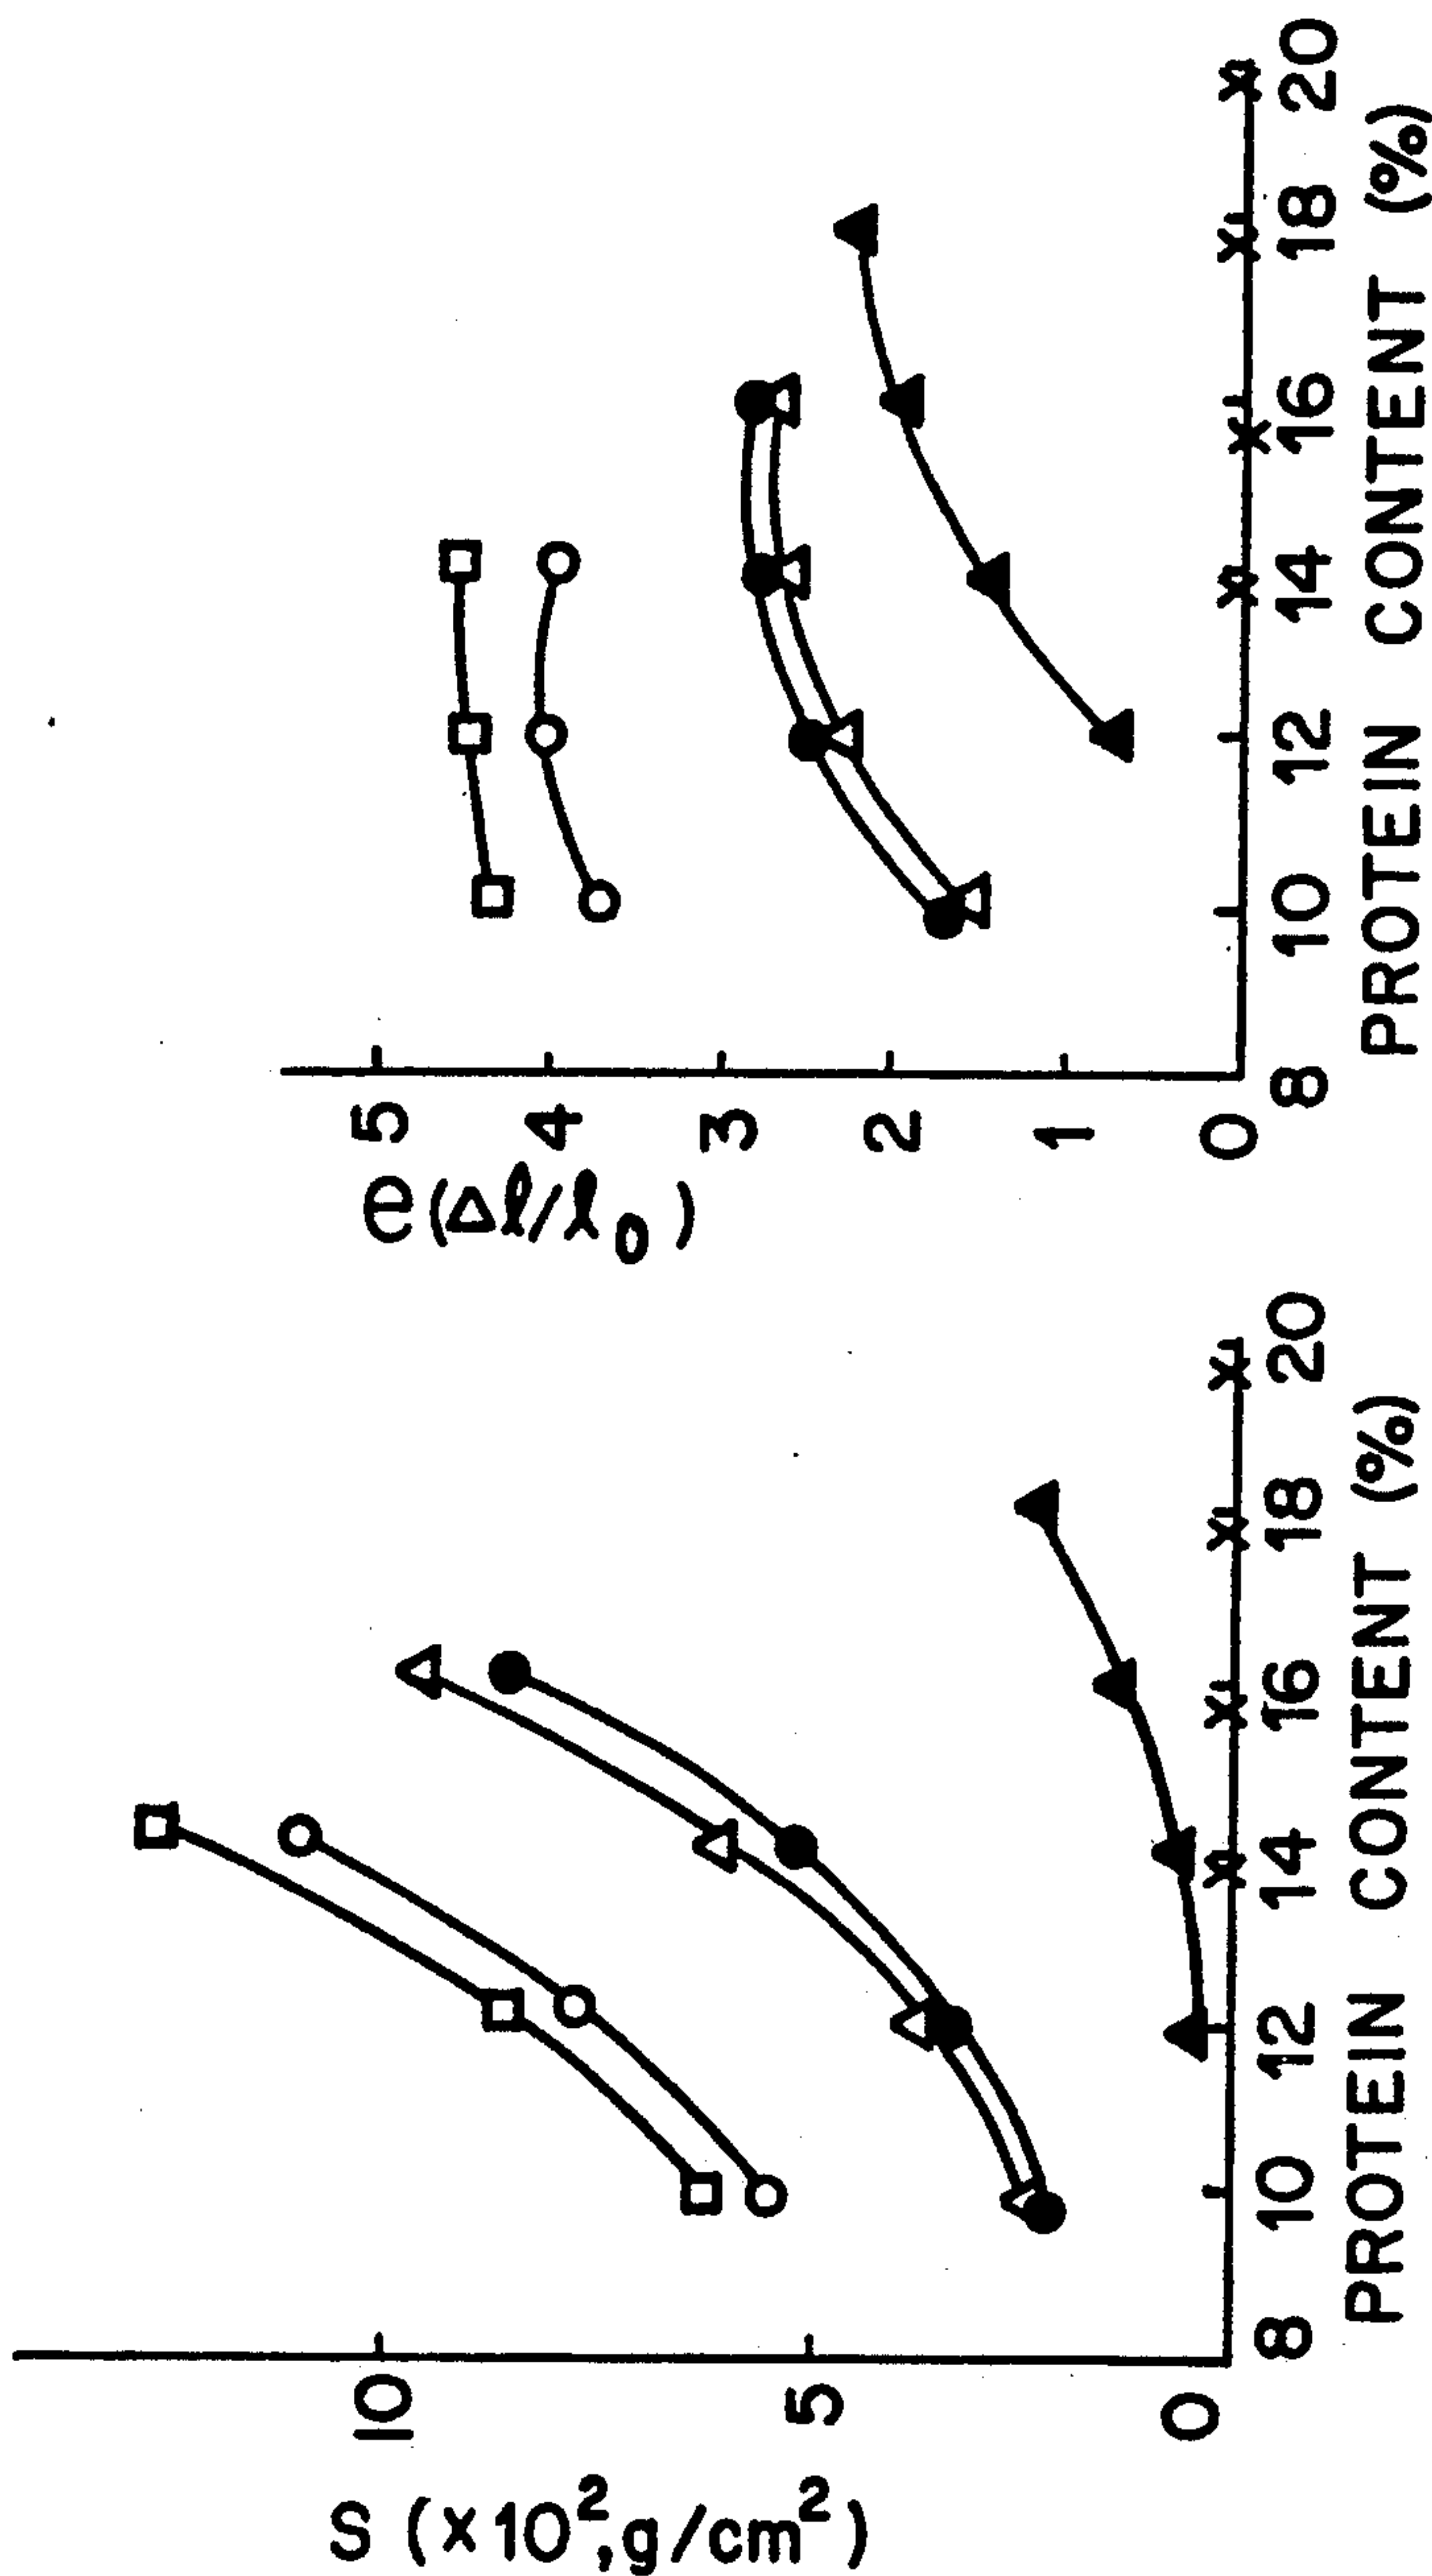 S (×10²,g/cm²)
10
5
0
8 10 12 14 16 18 20
PROTEIN CONTENT (%)
e(Δℓ/ℓ₀)
5
4
3
2
1
0
8 10 12 14 16 18 20
PROTEIN CONTENT (%)